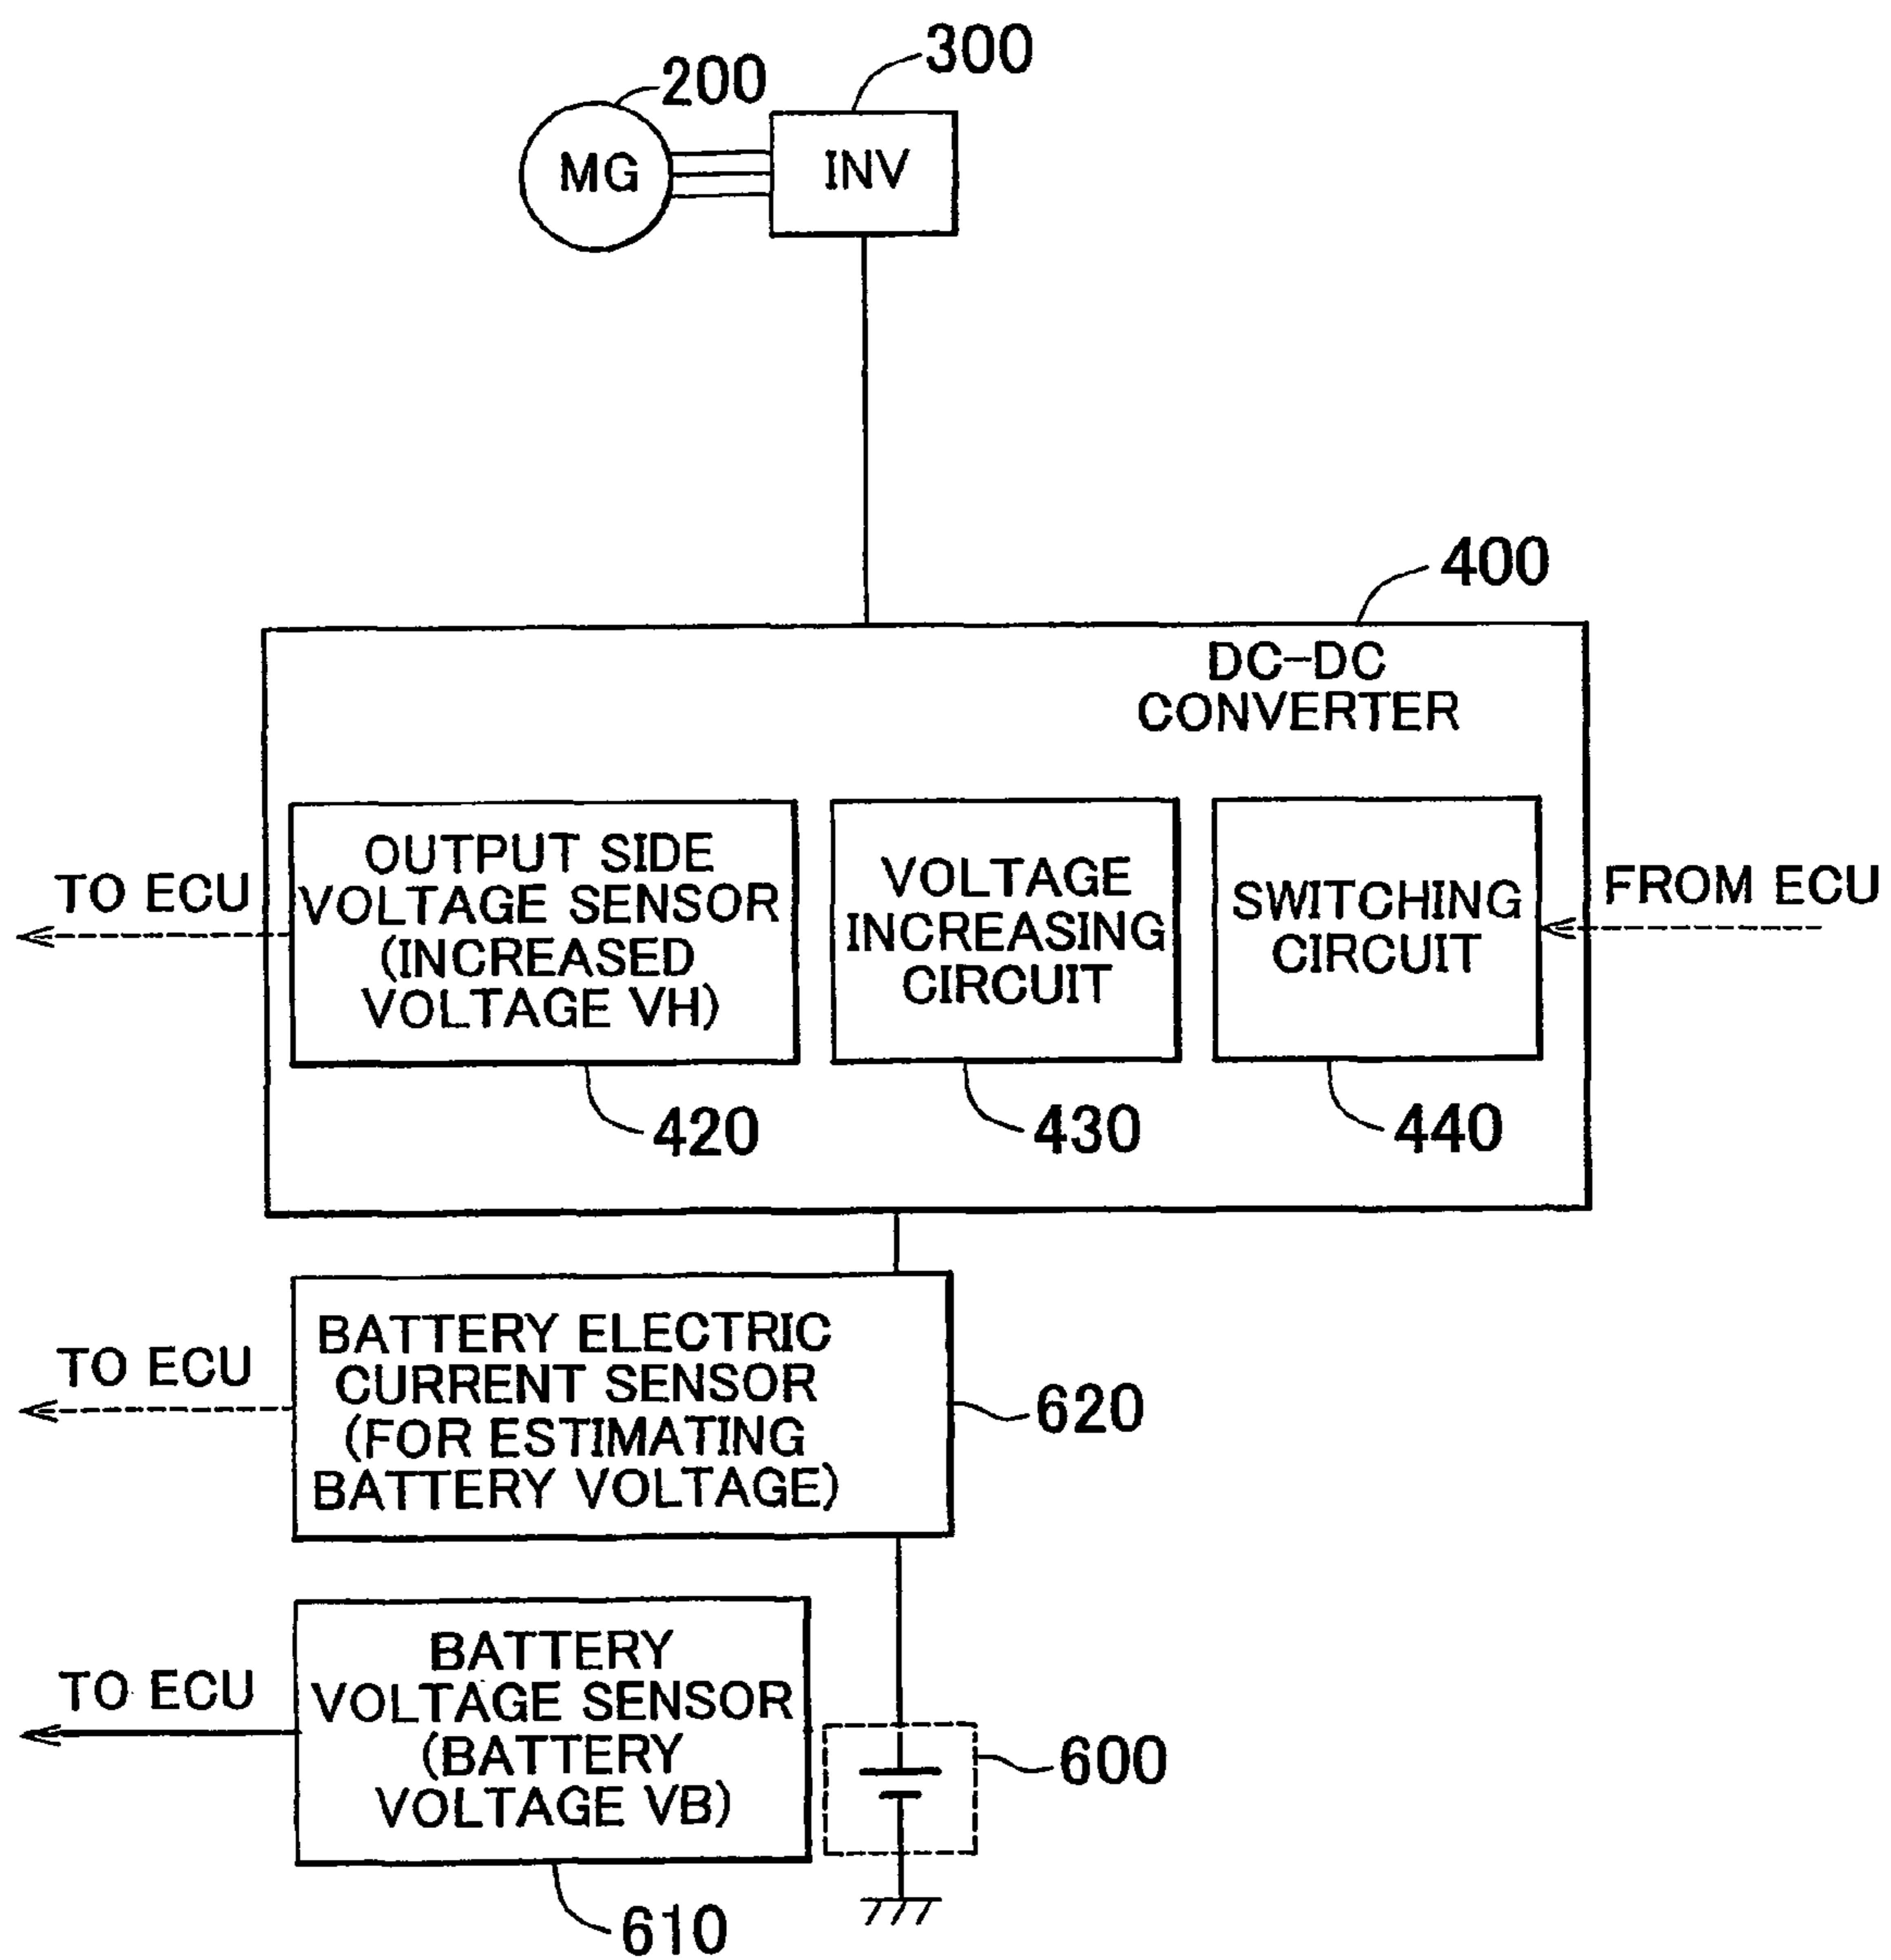 300
200
MG
INV
400
DC-DC
CONVERTER
OUTPUT SIDE
VOLTAGE SENSOR
(INCREASED
VOLTAGE VH)
VOLTAGE
INCREASING
CIRCUIT
SWITCHING
CIRCUIT
TO ECU
FROM ECU
420
430
440
BATTERY ELECTRIC
CURRENT SENSOR
(FOR ESTIMATING
BATTERY VOLTAGE)
TO ECU
620
BATTERY
VOLTAGE SENSOR
(BATTERY
VOLTAGE VB)
TO ECU
600
610